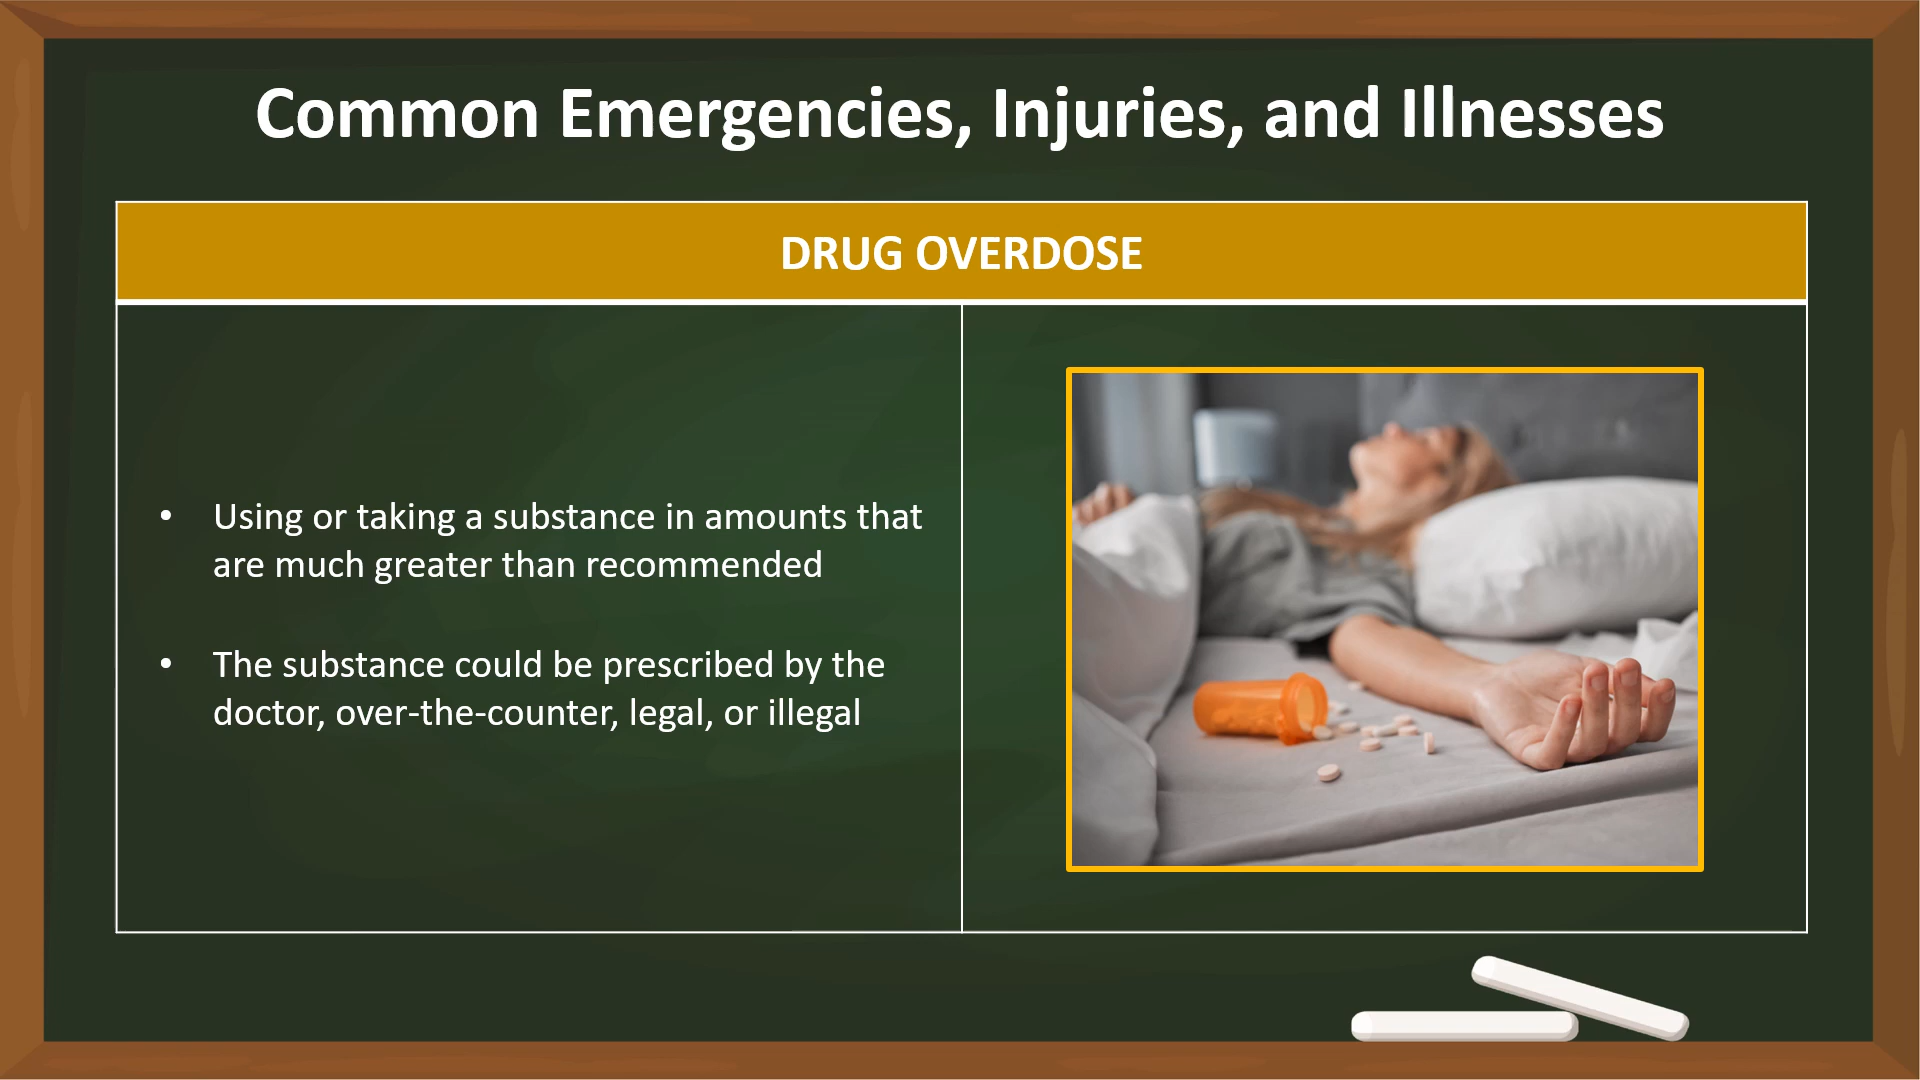 Common Emergencies, Injuries, and Illnesses
DRUG OVERDOSE
• Using or taking a substance in amounts that
are much greater than recommended
• The substance could be prescribed by the
doctor, over-the-counter, legal, or illegal